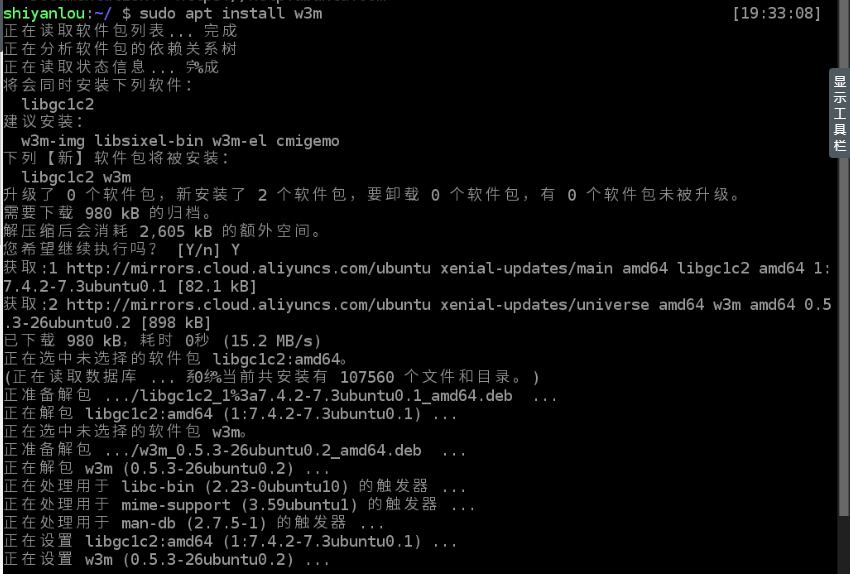 shiyanlou:~/ $ sudo apt install w3m [19:33:08]
正在读取软件包列表... 完成
正在分析软件包的依赖关系树
正在读取状态信息... 完成
将会同时安装下列软件：
libgc1c2
建议安装：
w3m-img libsixel-bin w3m-el cmigemo
下列【新】软件包将被安装：
libgc1c2 w3m
升级了 0 个软件包，新安装了 2 个软件包，要卸载 0 个软件包，有 0 个软件包未被升级。
需要下载 980 kB 的归档。
解压缩后会消耗 2,605 kB 的额外空间。
您希望继续执行吗？ [Y/n] Y
获取:1 http://mirrors.cloud.aliyuncs.com/ubuntu xenial-updates/main amd64 libgc1c2 amd64 1:
7.4.2-7.3ubuntu0.1 [82.1 kB]
获取:2 http://mirrors.cloud.aliyuncs.com/ubuntu xenial-updates/universe amd64 w3m amd64 0.5
.3-26ubuntu0.2 [898 kB]
已下载 980 kB，耗时 0秒 (15.2 MB/s)
正在选中未选择的软件包 libgc1c2:amd64。
(正在读取数据库 ... 系统当前共安装有 107560 个文件和目录。)
正准备解包 .../libgc1c2_1%3a7.4.2-7.3ubuntu0.1_amd64.deb ...
正在解包 libgc1c2:amd64 (1:7.4.2-7.3ubuntu0.1) ...
正在选中未选择的软件包 w3m。
正准备解包 .../w3m_0.5.3-26ubuntu0.2_amd64.deb ...
正在解包 w3m (0.5.3-26ubuntu0.2) ...
正在处理用于 libc-bin (2.23-0ubuntu10) 的触发器 ...
正在处理用于 mime-support (3.59ubuntu1) 的触发器 ...
正在处理用于 man-db (2.7.5-1) 的触发器 ...
正在设置 libgc1c2:amd64 (1:7.4.2-7.3ubuntu0.1) ...
正在设置 w3m (0.5.3-26ubuntu0.2) ...
显示工具栏